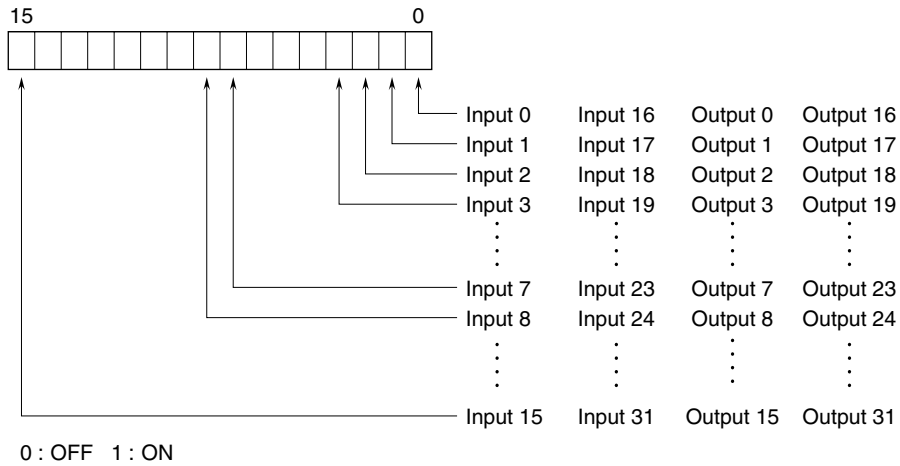 15 0
Input 0 Input 16 Output 0 Output 16
Input 1 Input 17 Output 1 Output 17
Input 2 Input 18 Output 2 Output 18
Input 3 Input 19 Output 3 Output 19
Input 7 Input 23 Output 7 Output 23
Input 8 Input 24 Output 8 Output 24
Input 15 Input 31 Output 15 Output 31
0 : OFF 1 : ON